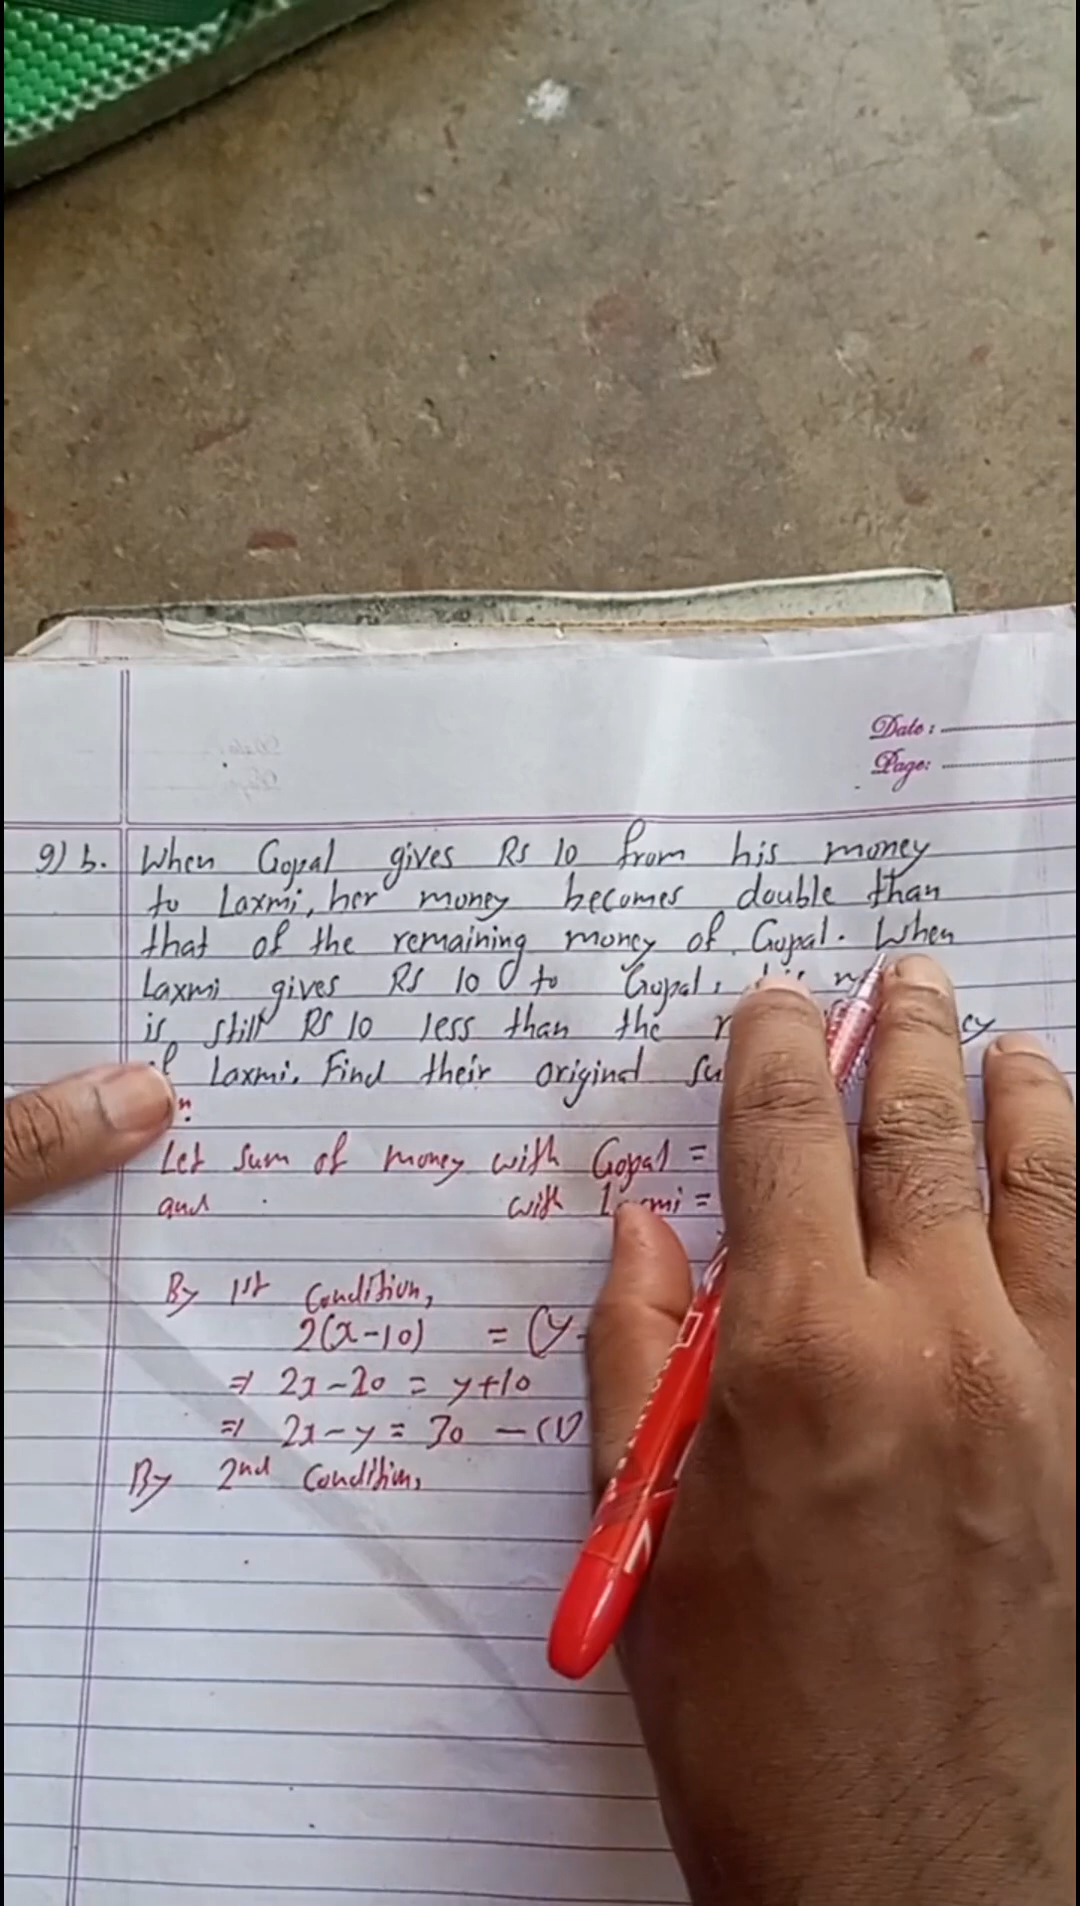 Date :
Page:
9) b. When Gopal gives Rs 10 from his money
to Laxmi, her money becomes double than
that of the remaining money of Gopal. When
Laxmi gives Rs 10 to Gopal,
is still Rs 10 less than the
of Laxmi. Find their original
Let sum of money with Gopal =
and with Laxmi =
By 1st Condition,
2(x-10) = (y
⇒ 2x-20 = y+10
⇒ 2x-y = 30 —(1)
By 2nd Condition,